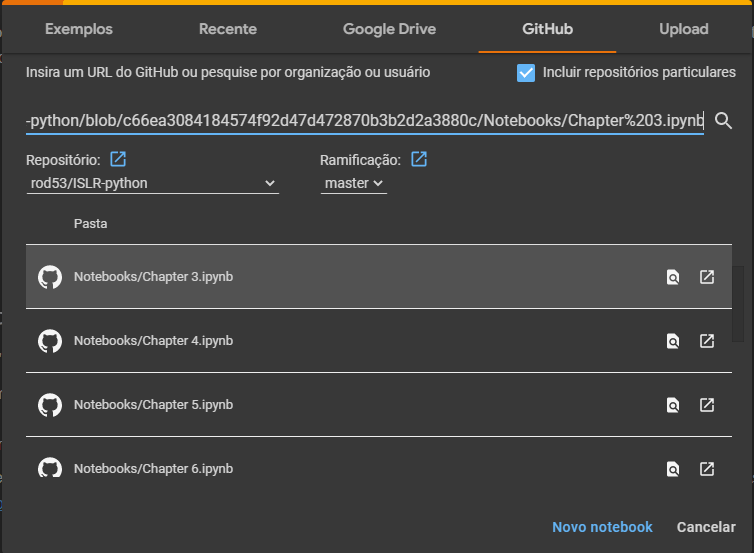 Exemplos Recente Google Drive GitHub Upload
Insira um URL do GitHub ou pesquise por organização ou usuário Incluir repositórios particulares
-python/blob/c66ea3084184574f92d47d472870b3b2d2a3880c/Notebooks/Chapter%203.ipynb
Repositório: Ramificação:
rod53/ISLR-python master
Pasta
Notebooks/Chapter 3.ipynb
Notebooks/Chapter 4.ipynb
Notebooks/Chapter 5.ipynb
Notebooks/Chapter 6.ipynb
Novo notebook Cancelar